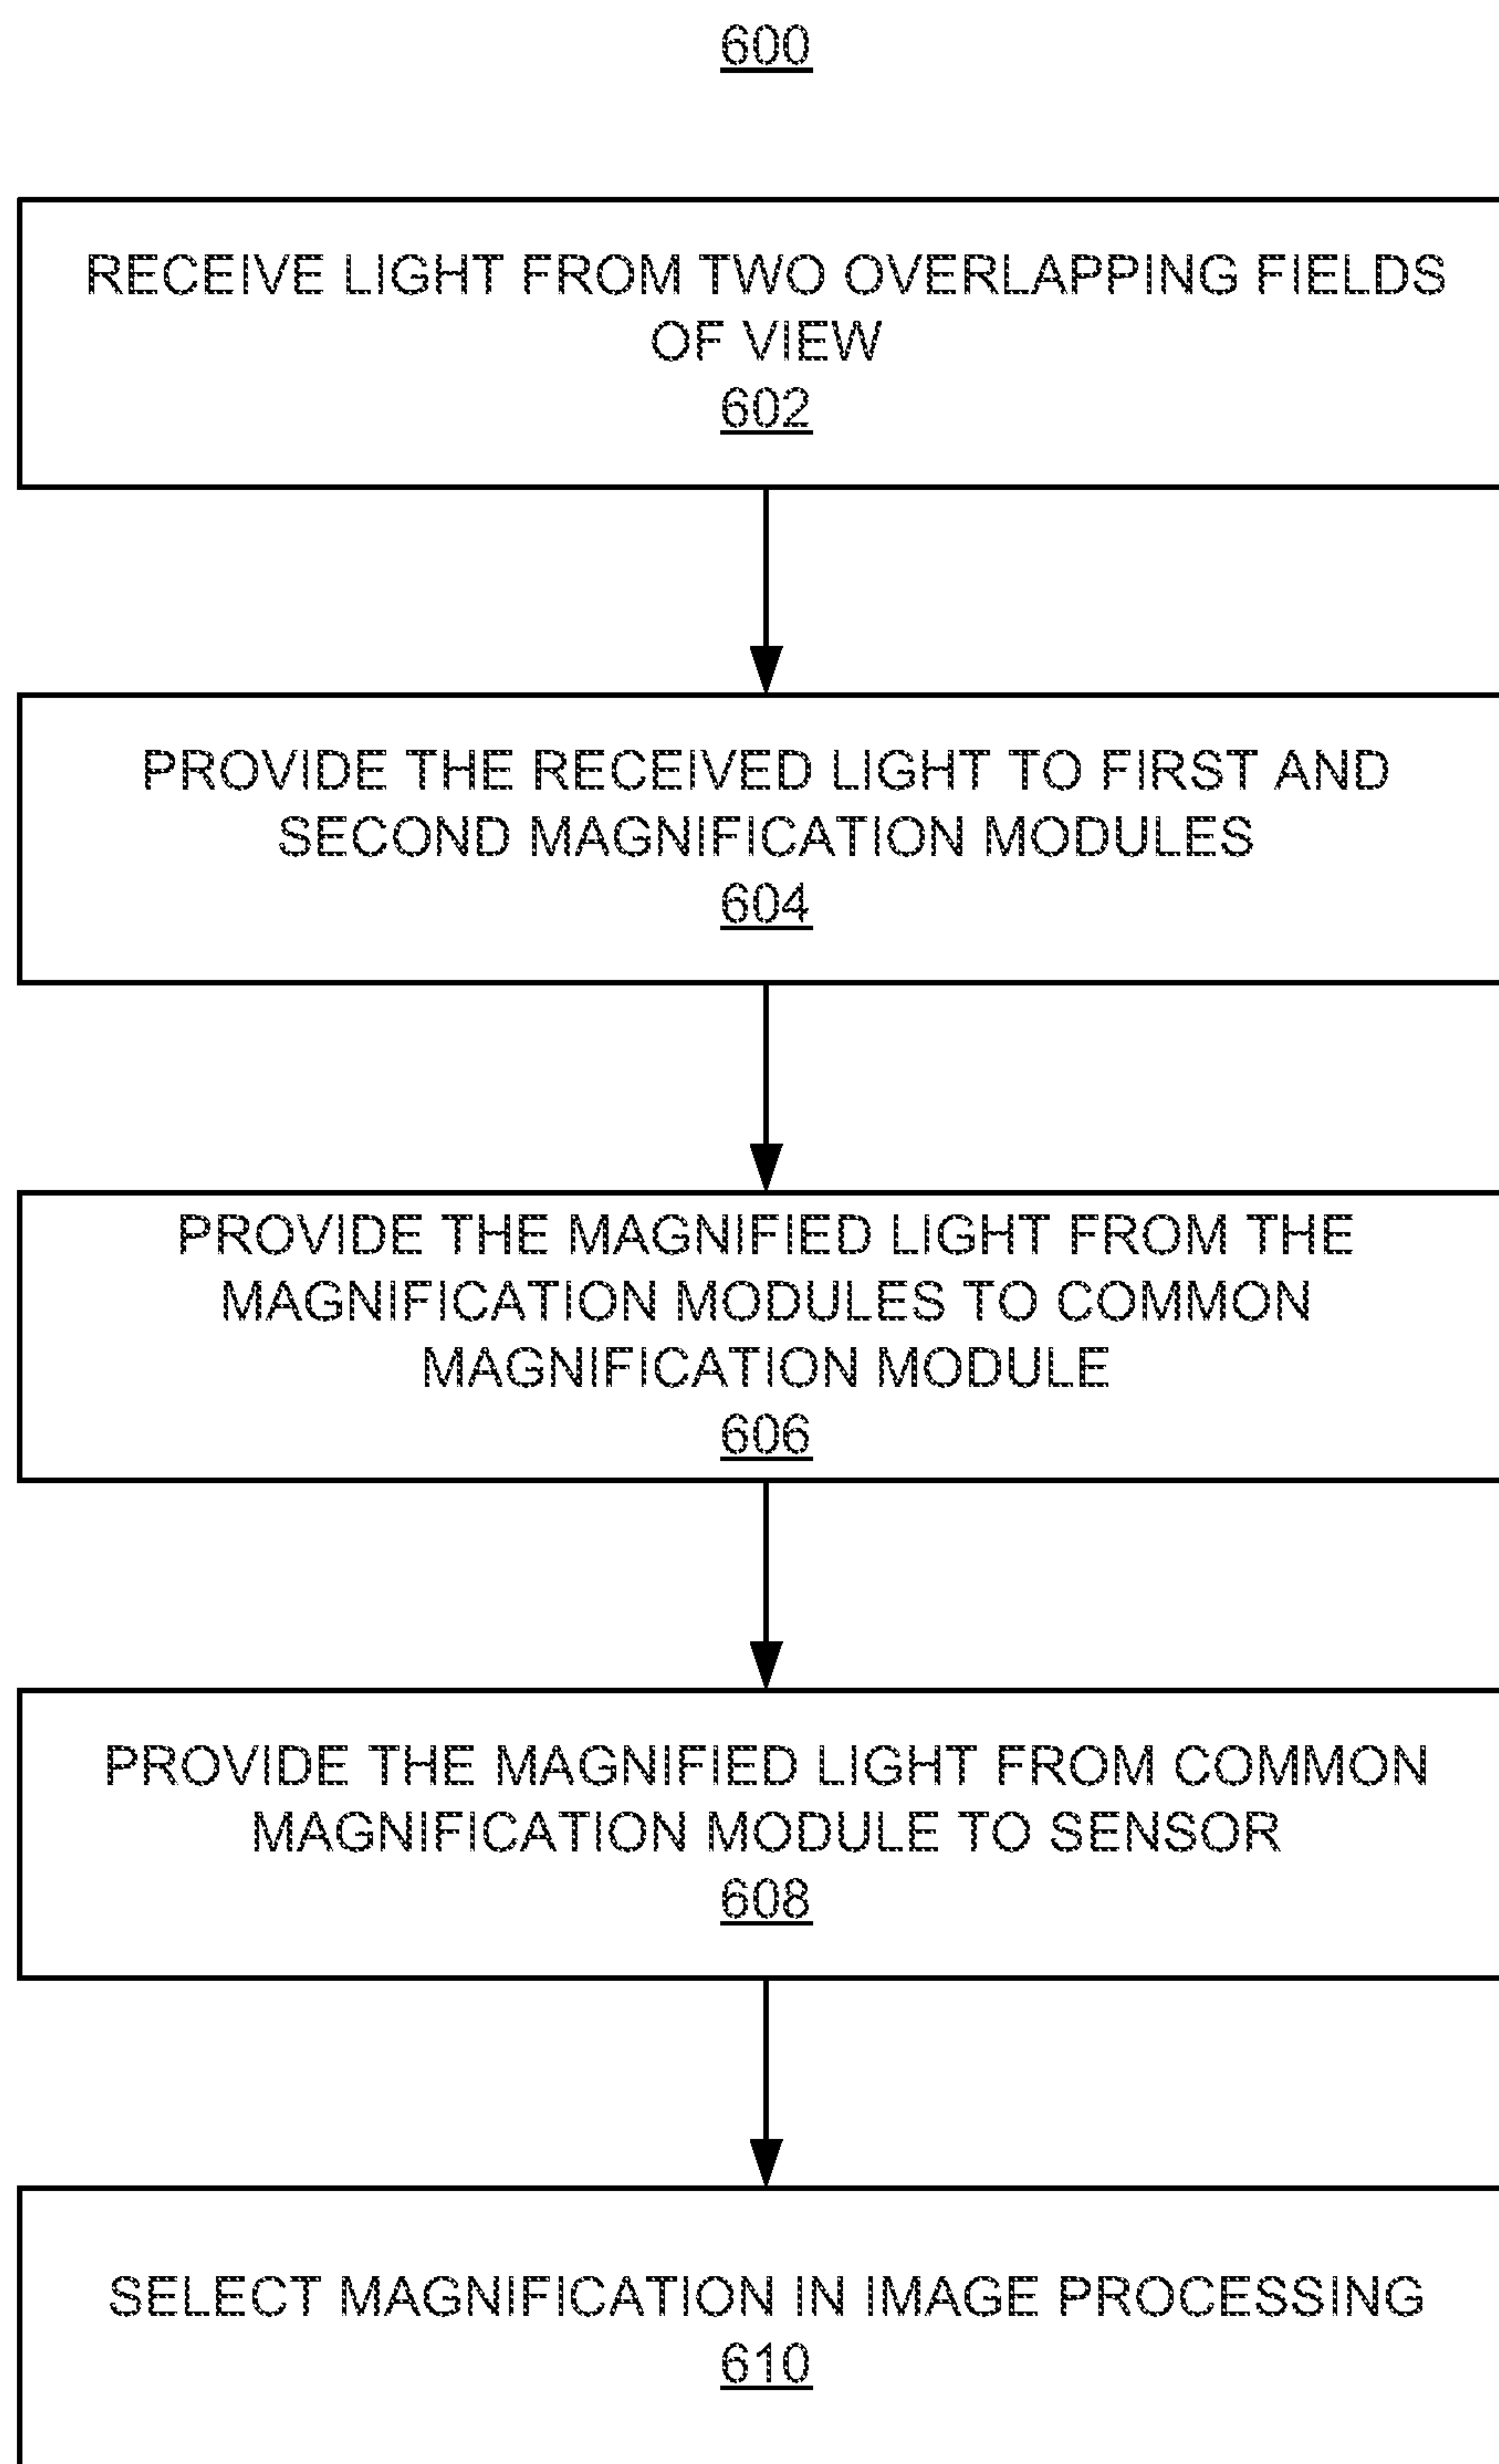 600
RECEIVE LIGHT FROM TWO OVERLAPPING FIELDS
OF VIEW
602
PROVIDE THE RECEIVED LIGHT TO FIRST AND
SECOND MAGNIFICATION MODULES
604
PROVIDE THE MAGNIFIED LIGHT FROM THE
MAGNIFICATION MODULES TO COMMON
MAGNIFICATION MODULE
606
PROVIDE THE MAGNIFIED LIGHT FROM COMMON
MAGNIFICATION MODULE TO SENSOR
608
SELECT MAGNIFICATION IN IMAGE PROCESSING
610